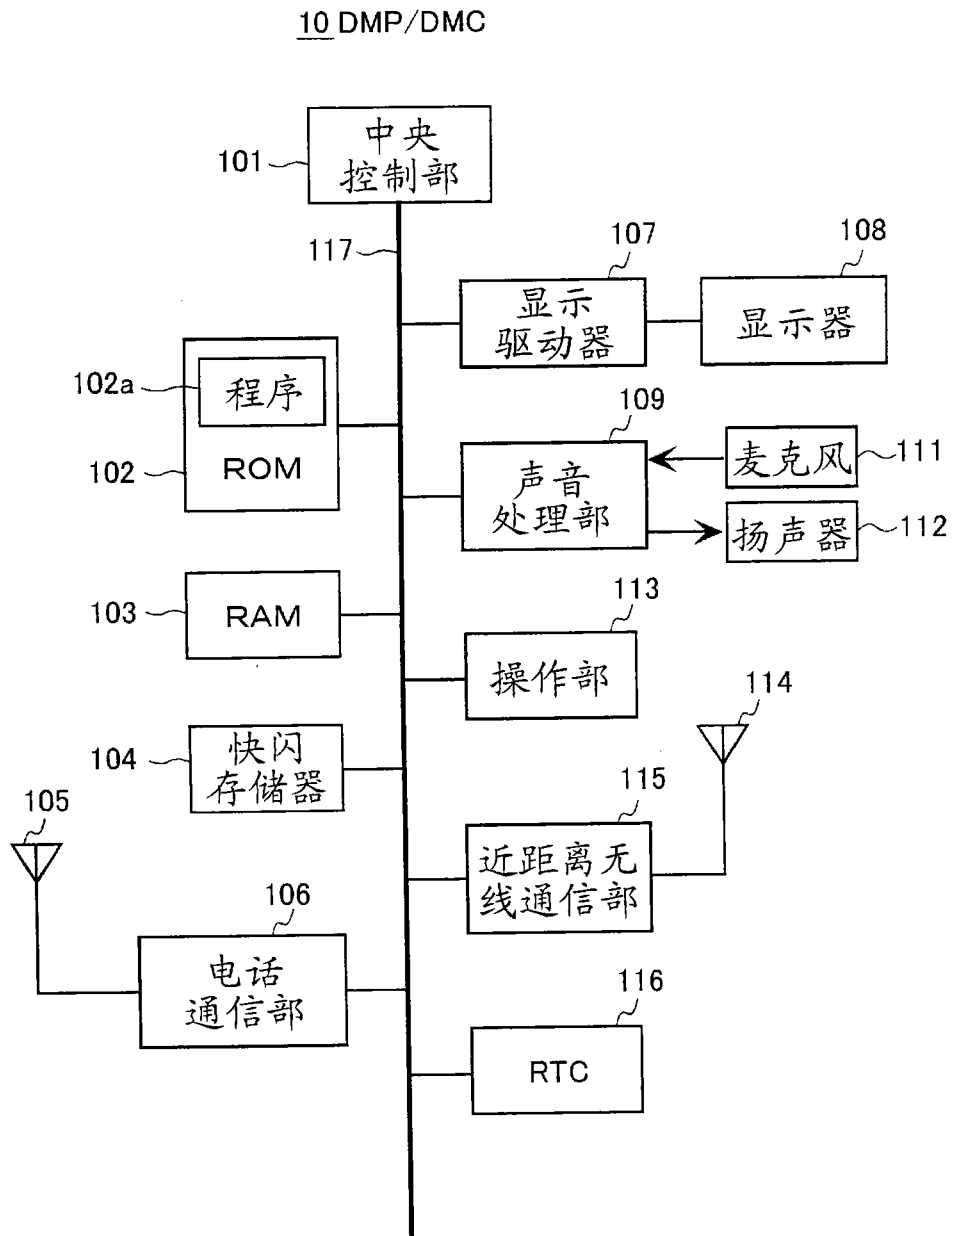 10 DMP/DMC
中央
控制部
101
117
107
108
显示
驱动器
显示器
102a
程序
102
ROM
109
声音
处理部
麦克风
111
扬声器
112
103
RAM
113
操作部
114
104
快闪
存储器
105
115
近距离无
线通信部
106
电话
通信部
116
RTC